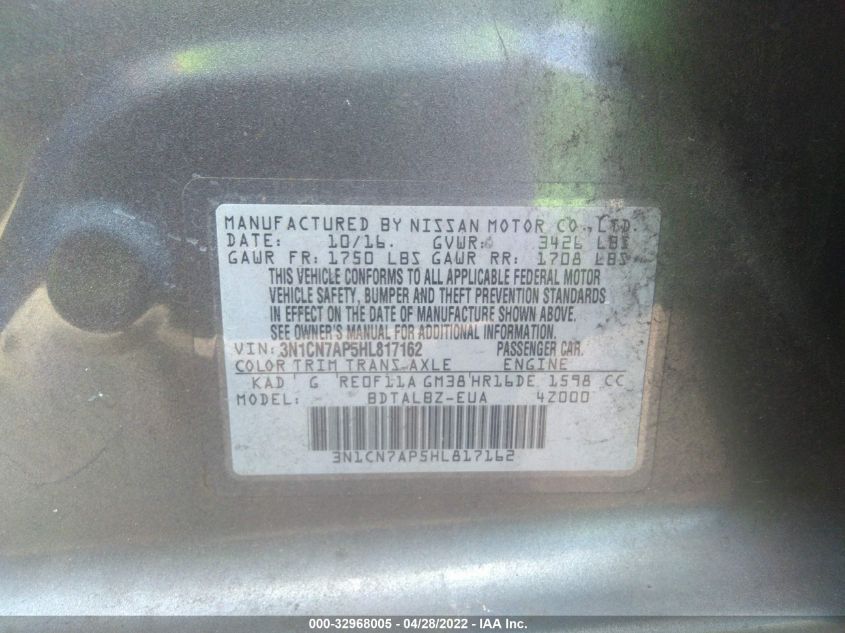 MANUFACTURED BY NISSAN MOTOR CO., LTD.
DATE: 10/16. GVWR: 3426 LBS
GAWR FR: 1750 LBS GAWR RR: 1708 LBS
THIS VEHICLE CONFORMS TO ALL APPLICABLE FEDERAL MOTOR
VEHICLE SAFETY, BUMPER AND THEFT PREVENTION STANDARDS
IN EFFECT ON THE DATE OF MANUFACTURE SHOWN ABOVE.
SEE OWNER'S MANUAL FOR ADDITIONAL INFORMATION.
VIN: 3N1CN7AP5HL817162 PASSENGER CAR.
COLOR TRIM TRANS AXLE ENGINE
KAD G RE0F11A GM38 HR16DE 1598 CC
MODEL: BDTALBZ-EUA 4Z000
3N1CN7AP5HL817162
000-32968005 - 04/28/2022 - IAA Inc.